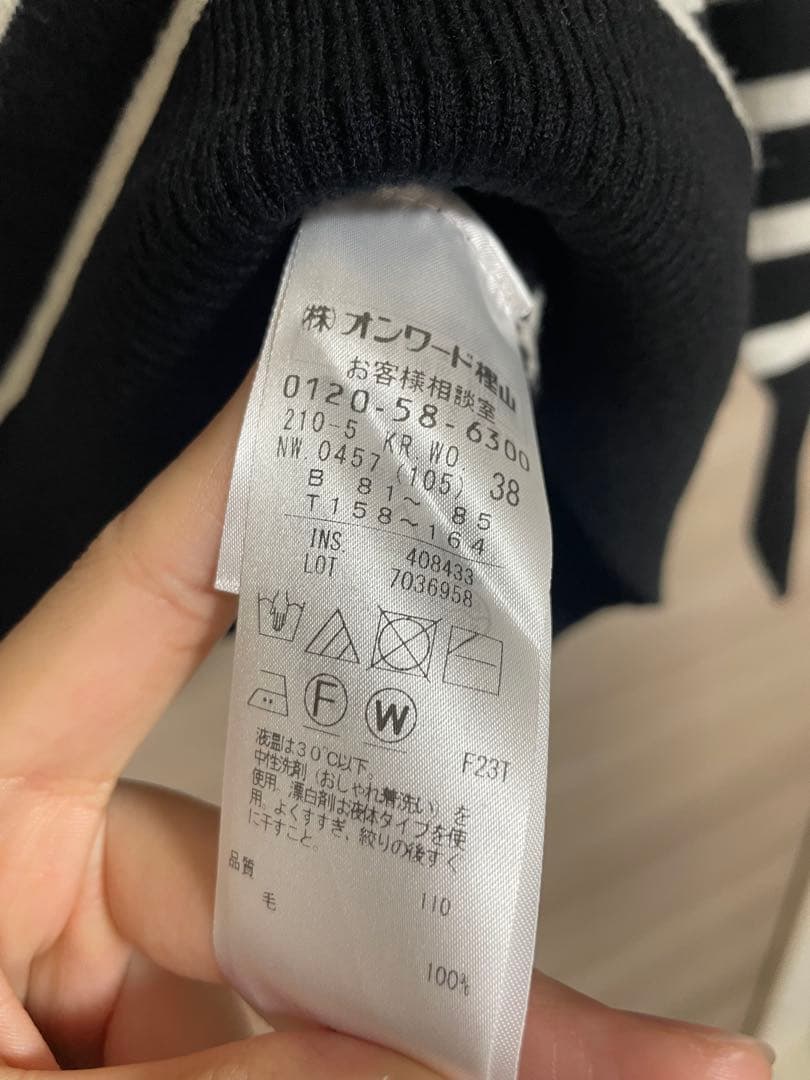 (株)オンワード樫山
お客様相談室
0120-58-6300
210-5 KR.WO.
NW.0457 (105) 38
B 81～ 85
T158～164
INS. 408433
LOT 7036958
F W
F23T
液温は30℃以下。
中性洗剤(おしゃれ着洗い)を
使用。漂白剤は液体タイプを使
用。よくすすぎ、絞りの後すぐ
に干すこと。
品質
110
毛
100%